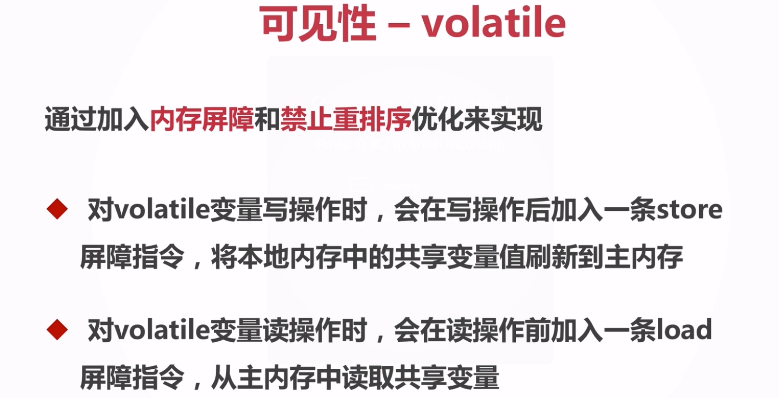 可见性 – volatile
通过加入内存屏障和禁止重排序优化来实现
对volatile变量写操作时，会在写操作后加入一条store
屏障指令，将本地内存中的共享变量值刷新到主内存
对volatile变量读操作时，会在读操作前加入一条load
屏障指令，从主内存中读取共享变量